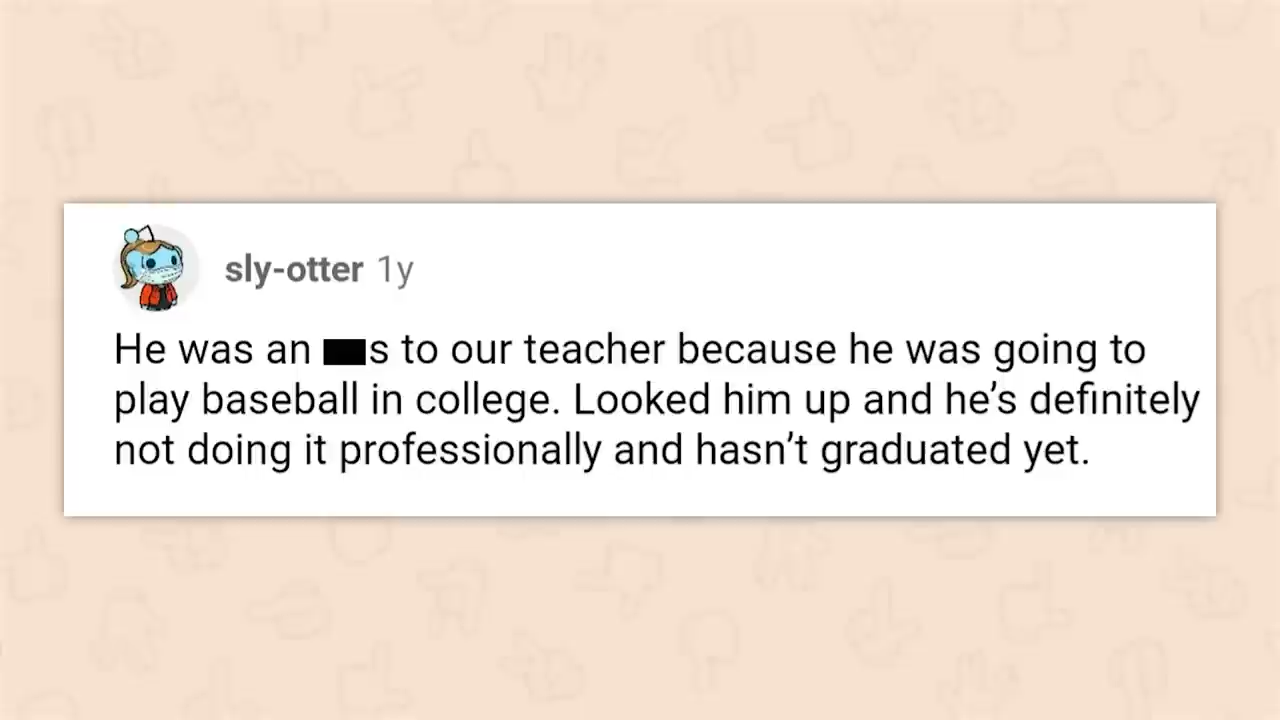 sly-otter 1y
He was an s to our teacher because he was going to
play baseball in college. Looked him up and he’s definitely
not doing it professionally and hasn’t graduated yet.